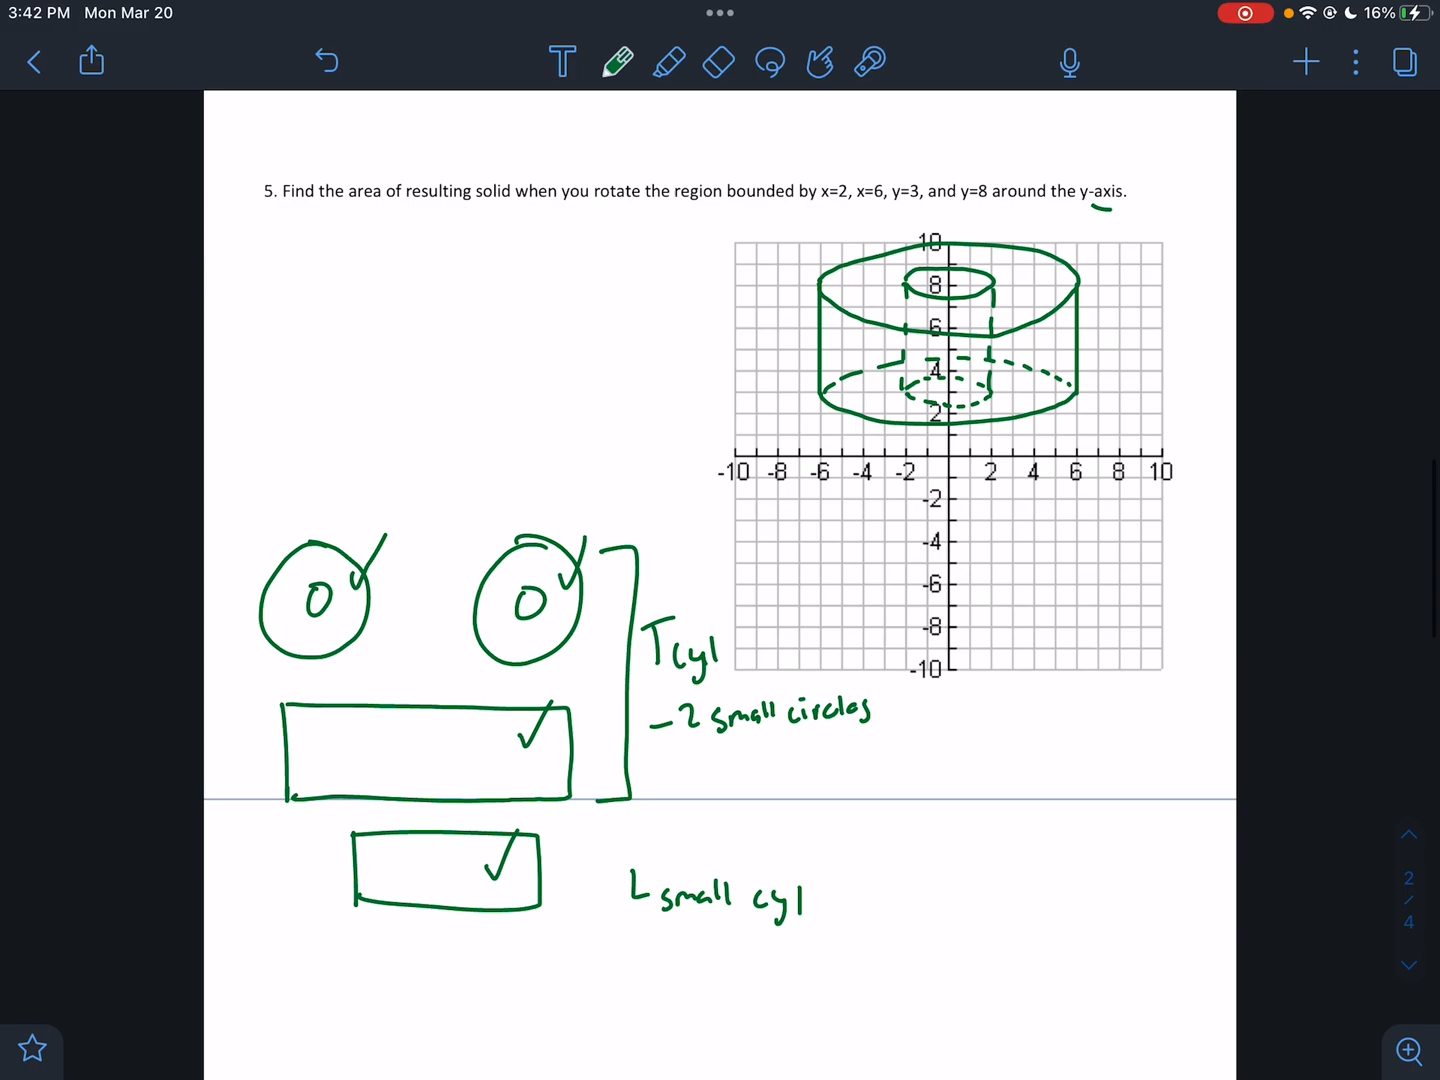 3:42 PM Mon Mar 20
16%
T
5. Find the area of resulting solid when you rotate the region bounded by x=2, x=6, y=3, and y=8 around the y-axis.
10
8
6
4
2
-10 -8 -6 -4 -2 2 4 6 8 10
-2
-4
-6
-8
-10
Tcyl
- 2 small circles
L small cyl
2
/
4